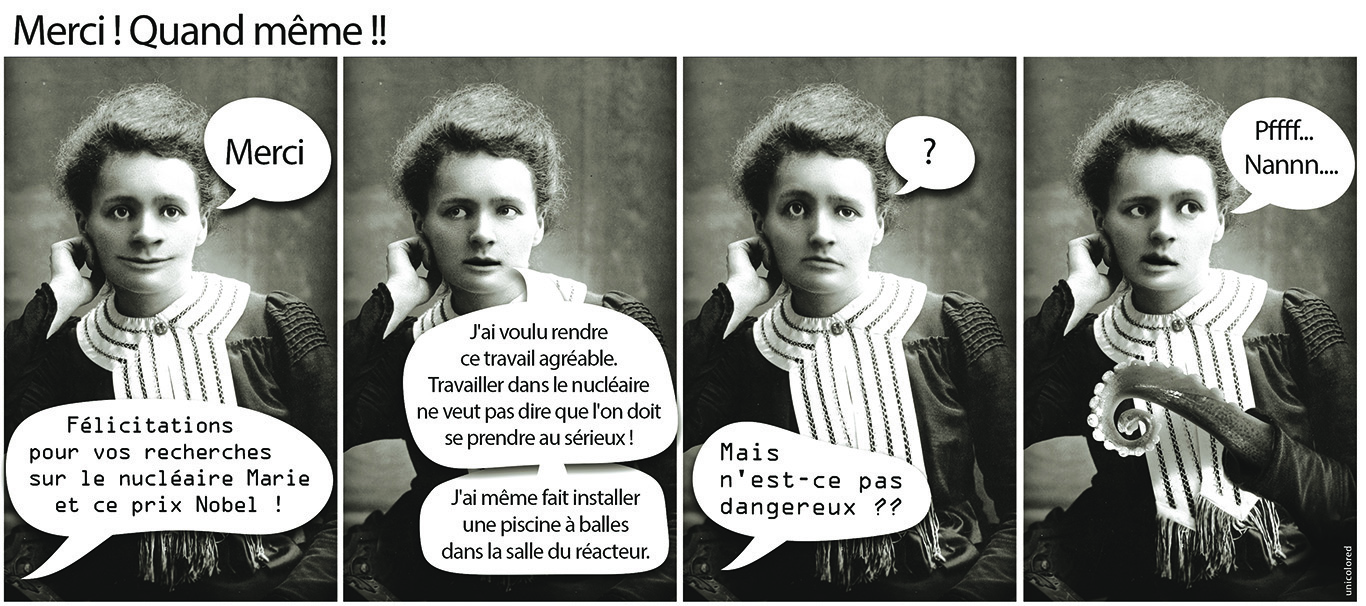 Merci ! Quand même !!
Merci
Félicitations
pour vos recherches
sur le nucléaire Marie
et ce prix Nobel !
J'ai voulu rendre
ce travail agréable.
Travailler dans le nucléaire
ne veut pas dire que l'on doit
se prendre au sérieux !
J'ai même fait installer
une piscine à balles
dans la salle du réacteur.
?
Mais
n'est-ce pas
dangereux ??
Pffff...
Nannn....
unicolored